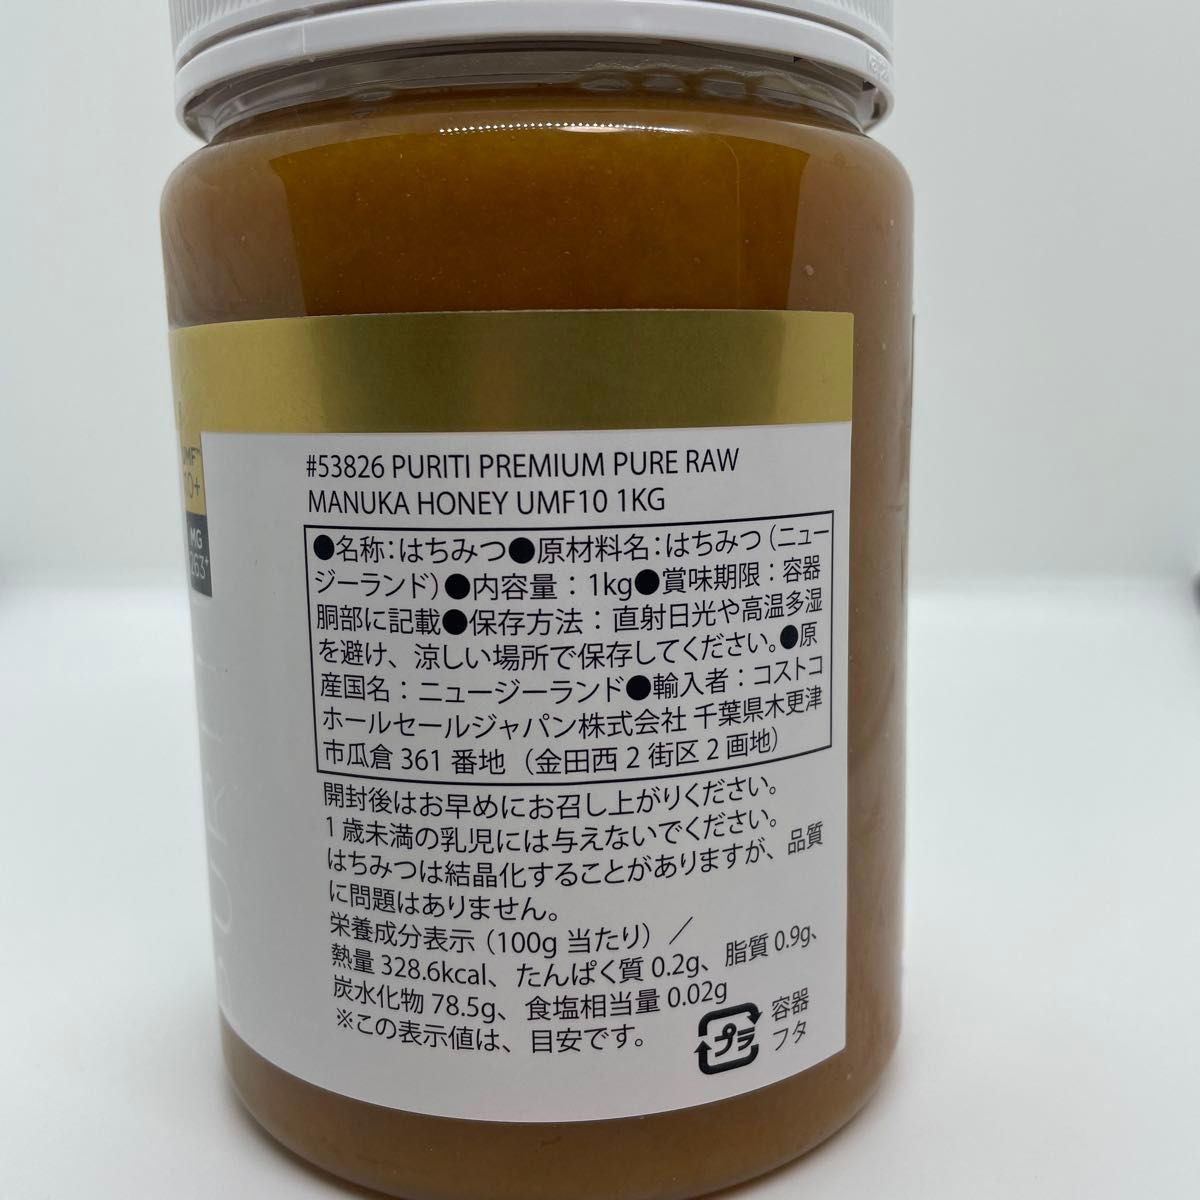 UMF™
10+
MG
263+
#53826 PURITI PREMIUM PURE RAW
MANUKA HONEY UMF10 1KG
●名称：はちみつ●原材料名：はちみつ（ニュー
ジーランド）●内容量：1kg●賞味期限：容器
胴部に記載●保存方法：直射日光や高温多湿
を避け、涼しい場所で保存してください。●原
産国名：ニュージーランド●輸入者：コストコ
ホールセールジャパン株式会社 千葉県木更津
市瓜倉 361 番地（金田西 2 街区 2 画地）
開封後はお早めにお召し上がりください。
1 歳未満の乳児には与えないでください。
はちみつは結晶化することがありますが、品質
に問題はありません。
栄養成分表示（100g 当たり）／
熱量 328.6kcal、たんぱく質 0.2g、脂質 0.9g、
炭水化物 78.5g、食塩相当量 0.02g
※この表示値は、目安です。
プラ
容器
フタ